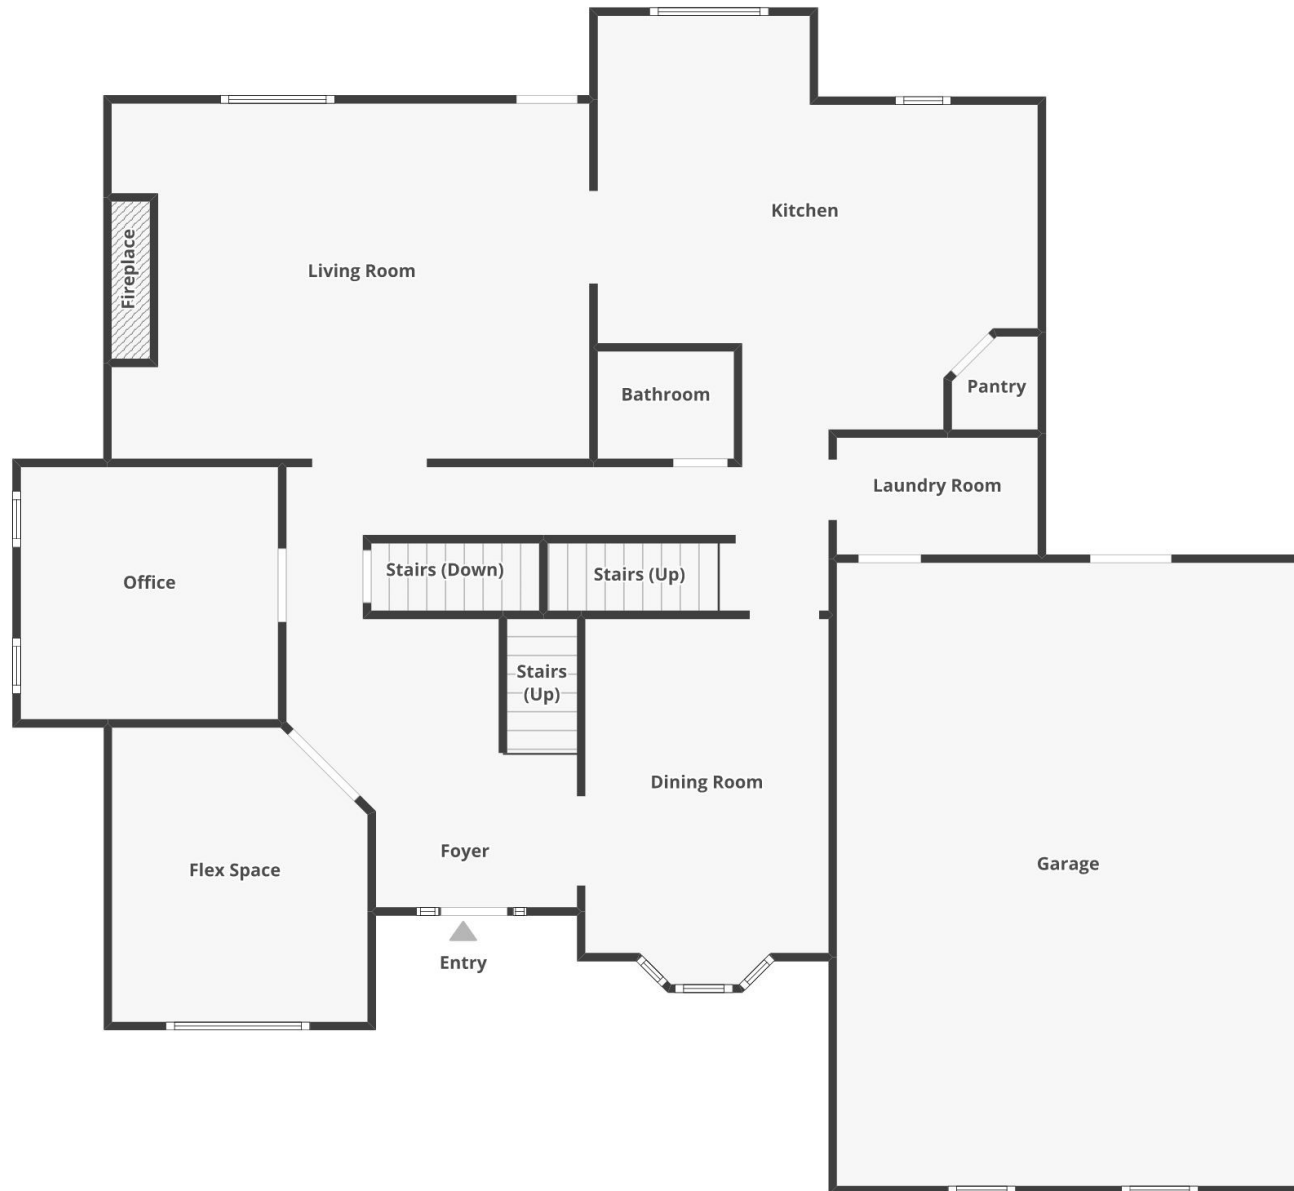 Kitchen
Living Room
Fireplace
Bathroom
Pantry
Laundry Room
Office
Stairs (Down)
Stairs (Up)
Stairs
(Up)
Dining Room
Flex Space
Foyer
Garage
Entry